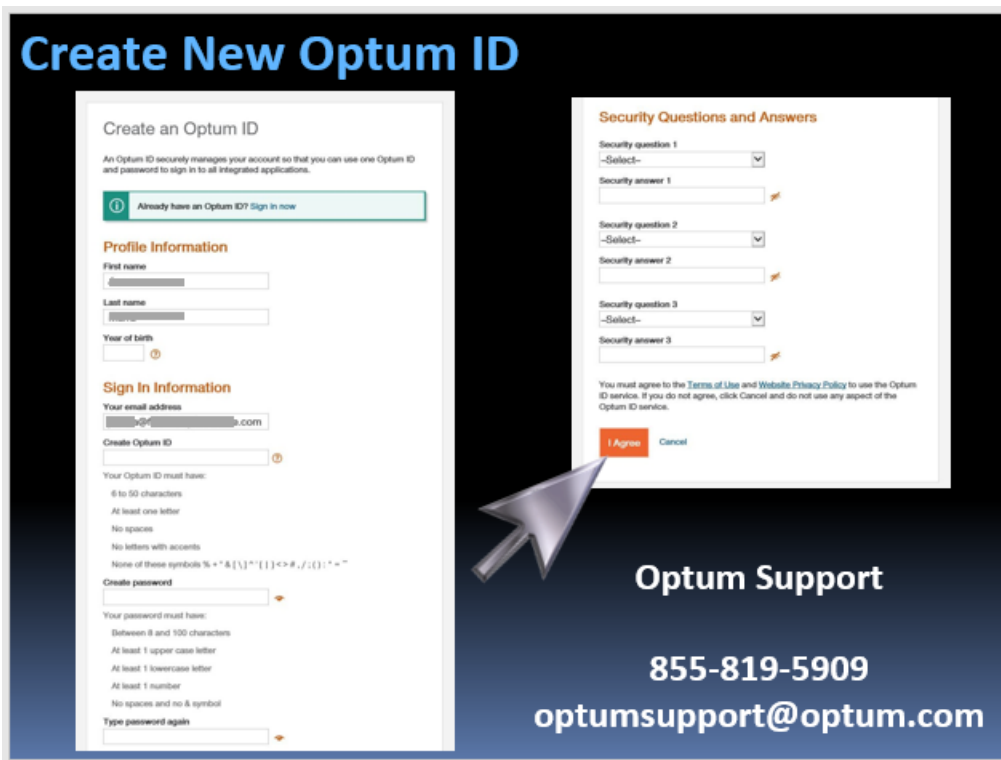 Create New Optum ID
Create an Optum ID
An Optum ID securely manages your account so that you can use one Optum ID
and password to sign in to all integrated applications.
Already have an Optum ID? Sign in now
Profile Information
First name
Last name
Year of birth
Sign In Information
Your email address
.com
Create Optum ID
Your Optum ID must have:
6 to 50 characters
At least one letter
No spaces
No letters with accents
None of these symbols
Create password
Your password must have:
Between 8 and 100 characters
At least 1 upper case letter
At least 1 lowercase letter
At least 1 number
No spaces and no & symbol
Type password again
Security Questions and Answers
Security question 1
–Select–
Security answer 1
Security question 2
–Select–
Security answer 2
Security question 3
–Select–
Security answer 3
You must agree to the Terms of Use and Website Privacy Policy to use the Optum
ID service. If you do not agree, click Cancel and do not use any aspect of the
Optum ID service.
I Agree
Cancel
Optum Support
855-819-5909
optumsupport@optum.com